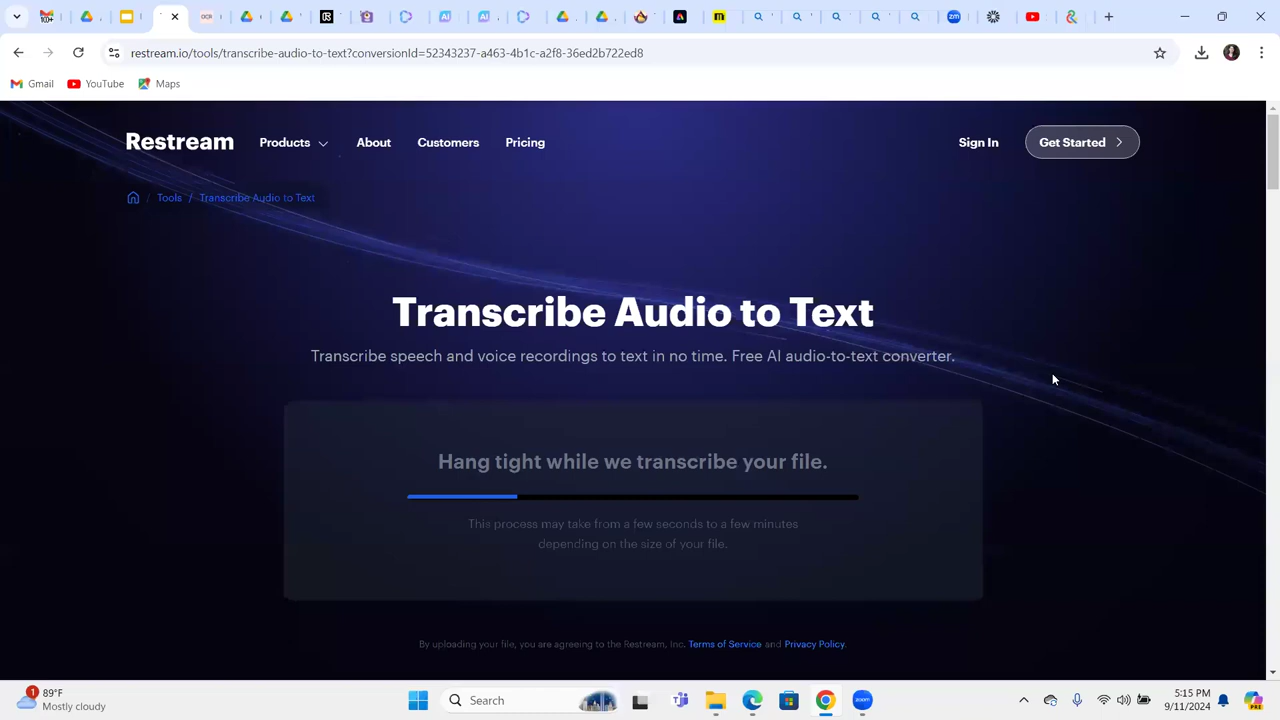 restream.io/tools/transcribe-audio-to-text?conversionId=52343237-a463-4b1c-a2f8-36ed2b722ed8
Gmail
YouTube
Maps
Restream
Products
About
Customers
Pricing
Sign In
Get Started
/ Tools / Transcribe Audio to Text
Transcribe Audio to Text
Transcribe speech and voice recordings to text in no time. Free AI audio-to-text converter.
Hang tight while we transcribe your file.
This process may take from a few seconds to a few minutes
depending on the size of your file.
By uploading your file, you are agreeing to the Restream, Inc. Terms of Service and Privacy Policy.
1
89°F
Mostly cloudy
Search
zoom
5:15 PM
9/11/2024
PRE